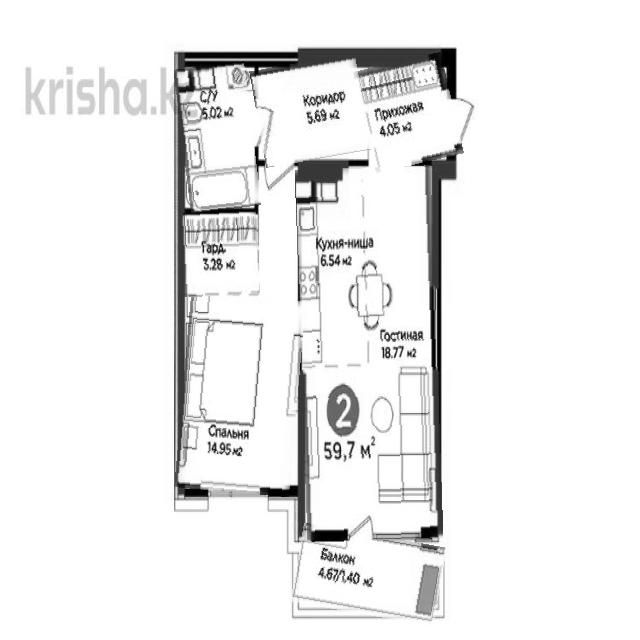 krisha.k
С/У
5.02 м2
Коридор
5.69 м2
Прихожая
4.05 м2
Гард.
3.28 м2
Кухня-ниша
6.54 м2
Гостиная
18.77 м2
2
59,7 м²
Спальня
14.95 м2
Балкон
4.67/1.40 м2